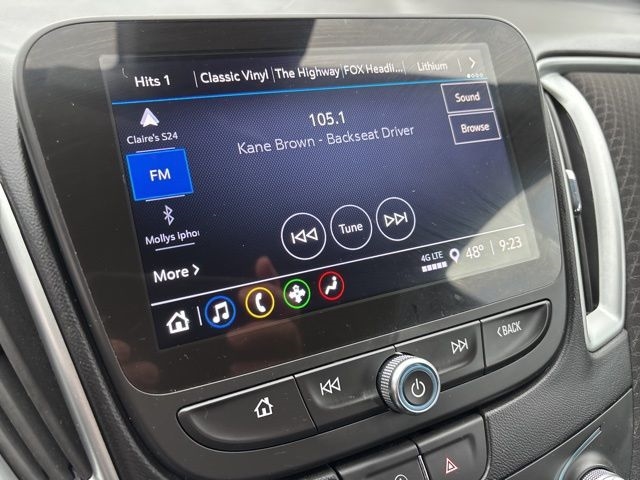 Hits 1 Classic Vinyl The Highway FOX Headli... Lithium >
Claire's S24
105.1
Sound
Kane Brown - Backseat Driver
Browse
FM
Mollys ipho
Tune
More >
4G LTE 48° 9:23
BACK